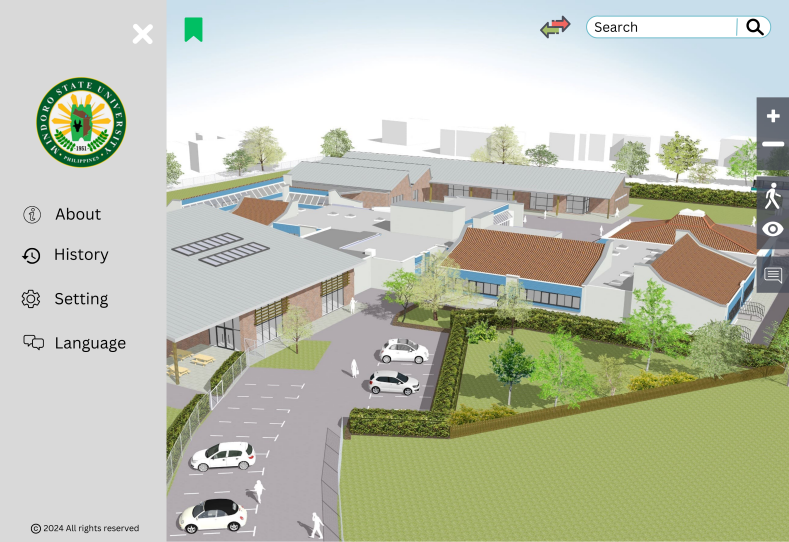 Search
MINDORO STATE UNIVERSITY
1951
• PHILIPPINES •
About
History
Setting
Language
© 2024 All rights reserved